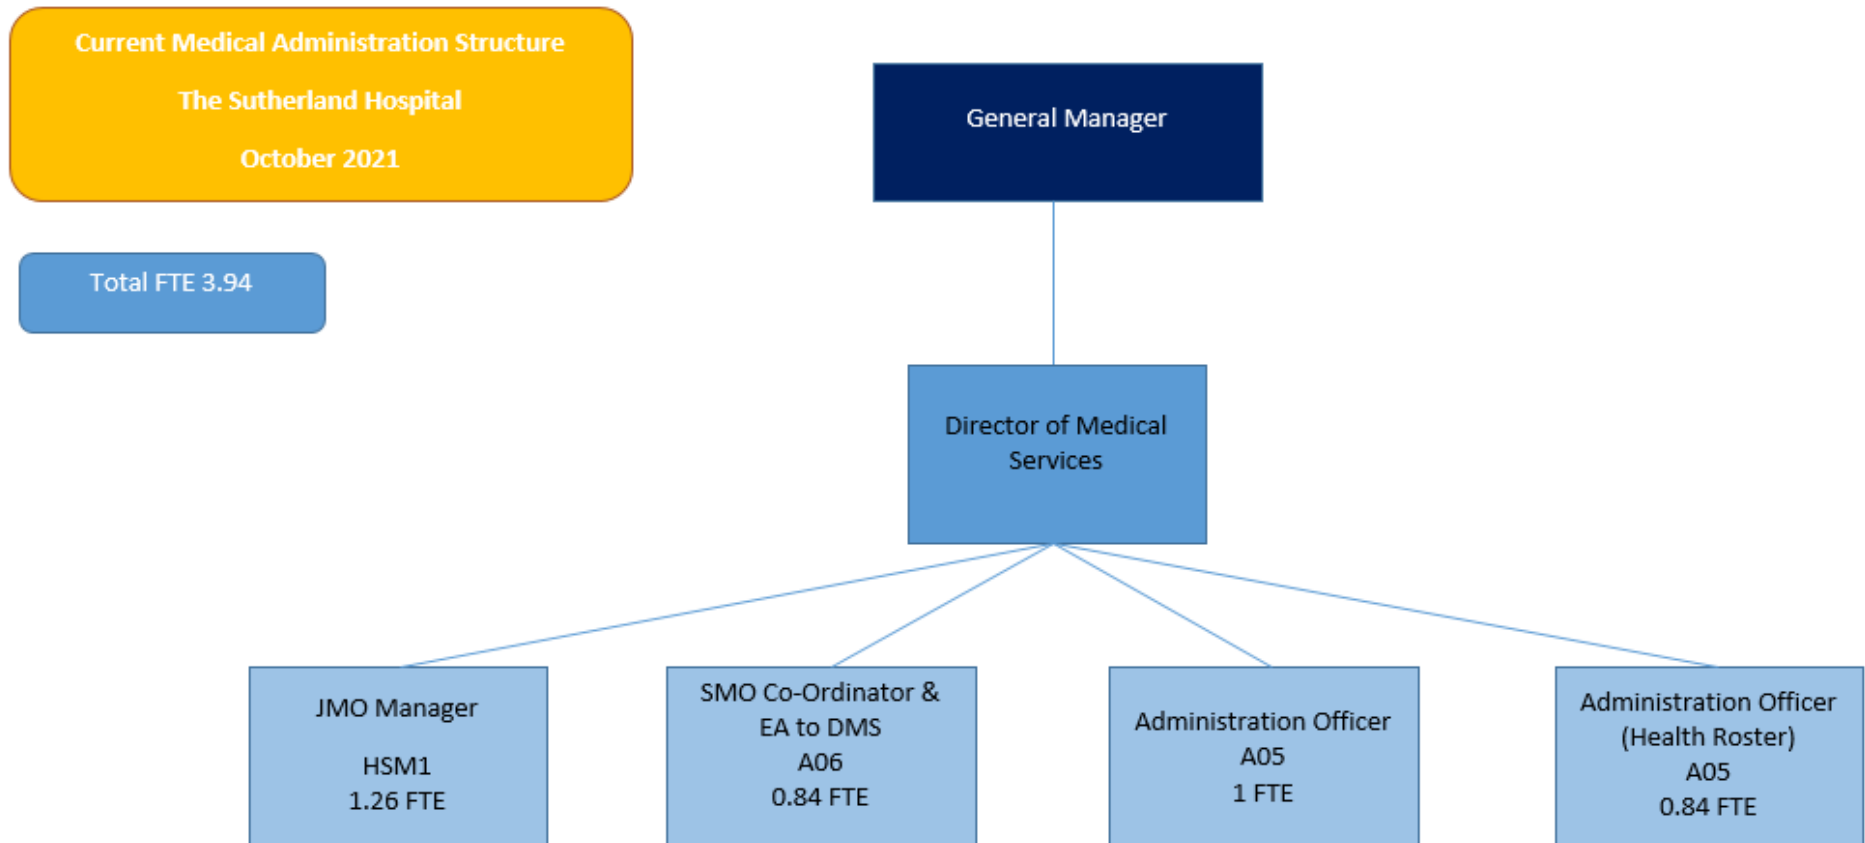 Current Medical Administration Structure
The Sutherland Hospital
October 2021
General Manager
Total FTE 3.94
Director of Medical
Services
JMO Manager
HSM1
1.26 FTE
SMO Co-Ordinator &
EA to DMS
A06
0.84 FTE
Administration Officer
A05
1 FTE
Administration Officer
(Health Roster)
A05
0.84 FTE